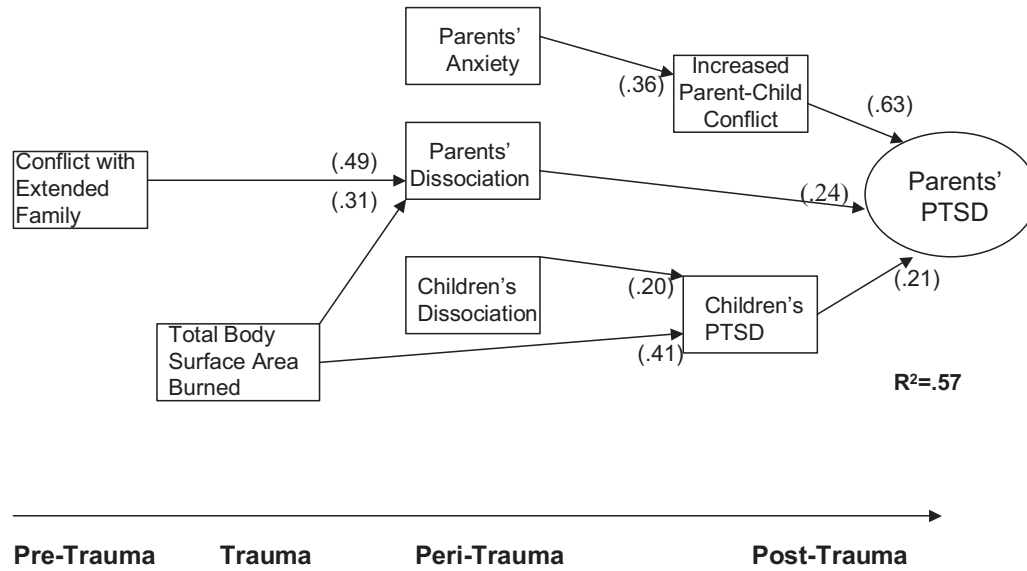 Parents'
Anxiety
(.36)
Increased
Parent-Child
Conflict
(.63)
Conflict with
Extended
Family
(.49)
(.31)
Parents'
Dissociation
(.24)
Parents'
PTSD
Children's
Dissociation
(.20)
Children's
PTSD
(.21)
Total Body
Surface Area
Burned
(.41)
R²=.57
Pre-Trauma Trauma Peri-Trauma Post-Trauma